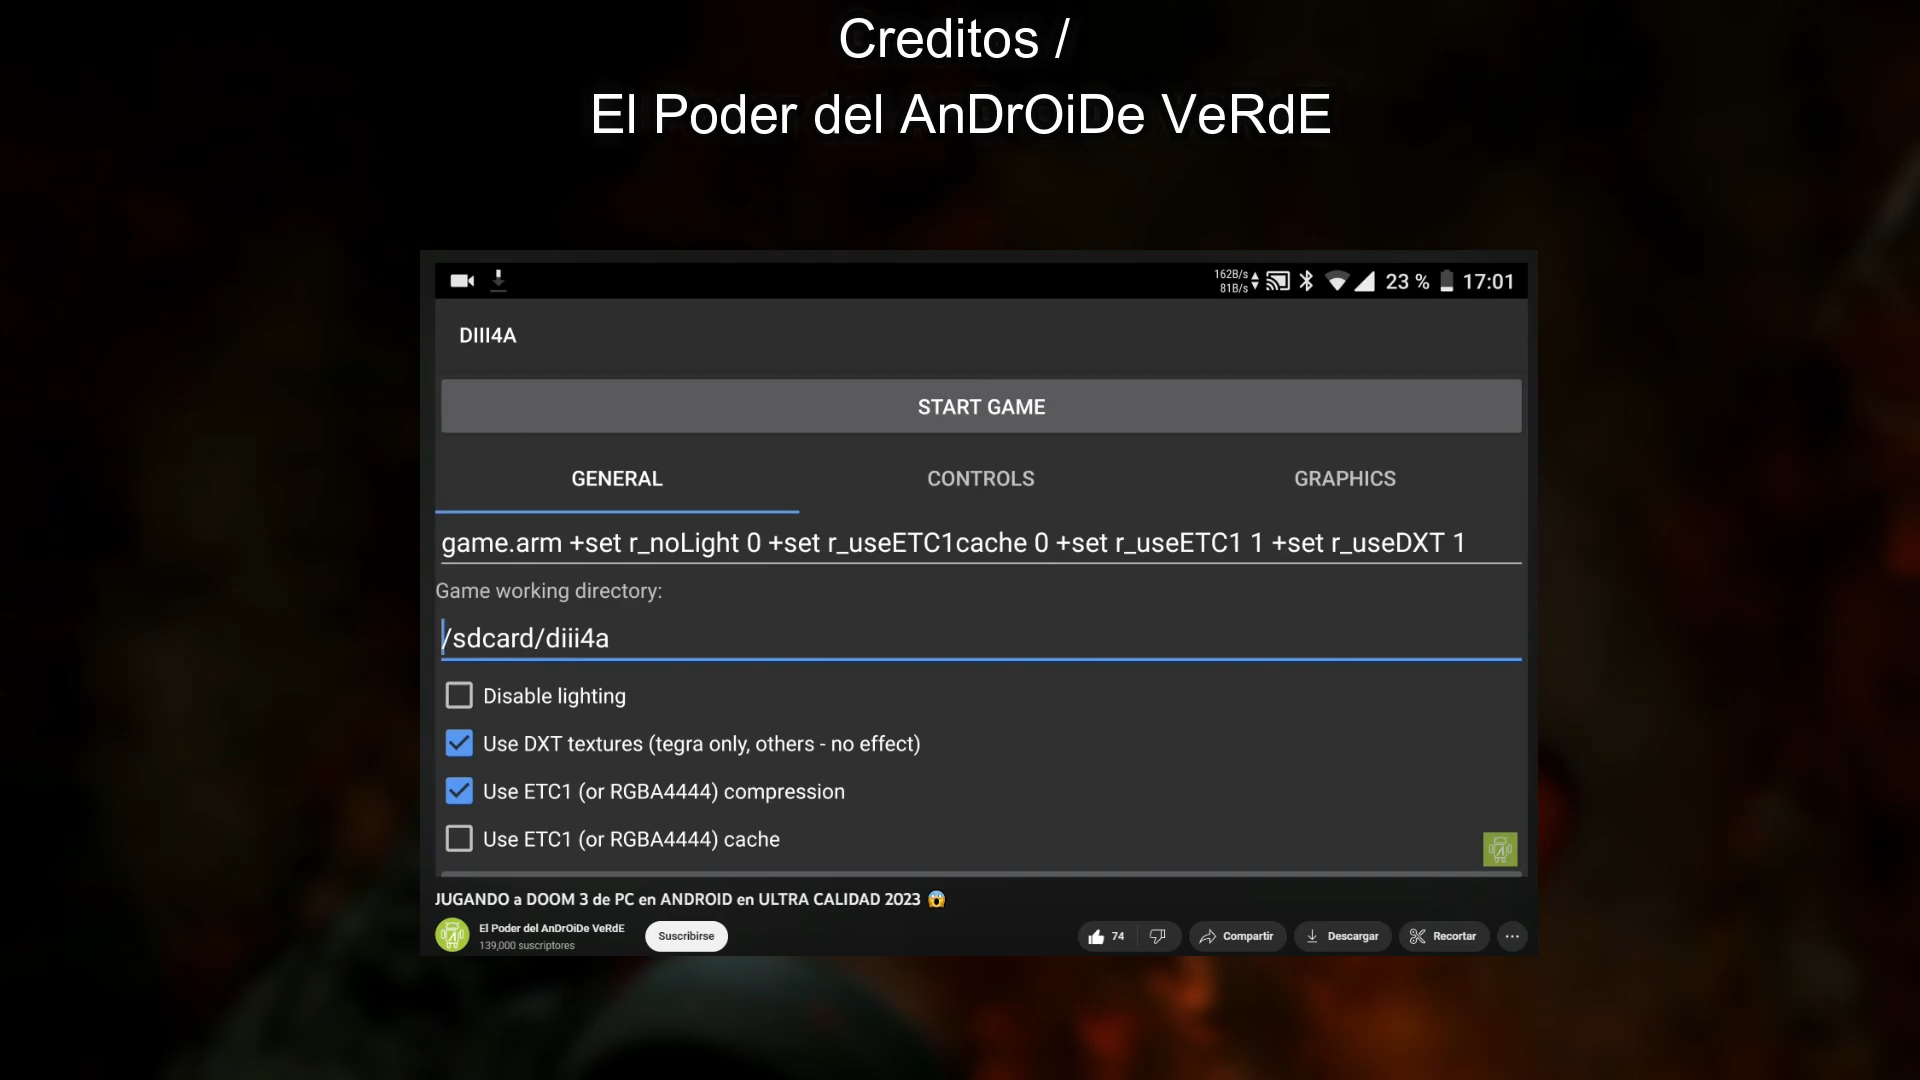 Creditos /
El Poder del AnDrOiDe VeRdE
162B/s
81B/s
23 %
17:01
DIII4A
START GAME
GENERAL
CONTROLS
GRAPHICS
game.arm +set r_noLight 0 +set r_useETC1cache 0 +set r_useETC1 1 +set r_useDXT 1
Game working directory:
/sdcard/diii4a
Disable lighting
Use DXT textures (tegra only, others - no effect)
Use ETC1 (or RGBA4444) compression
Use ETC1 (or RGBA4444) cache
JUGANDO a DOOM 3 de PC en ANDROID en ULTRA CALIDAD 2023 😱
El Poder del AnDrOiDe VeRdE
139,000 suscriptores
Suscribirse
74
Compartir
Descargar
Recortar